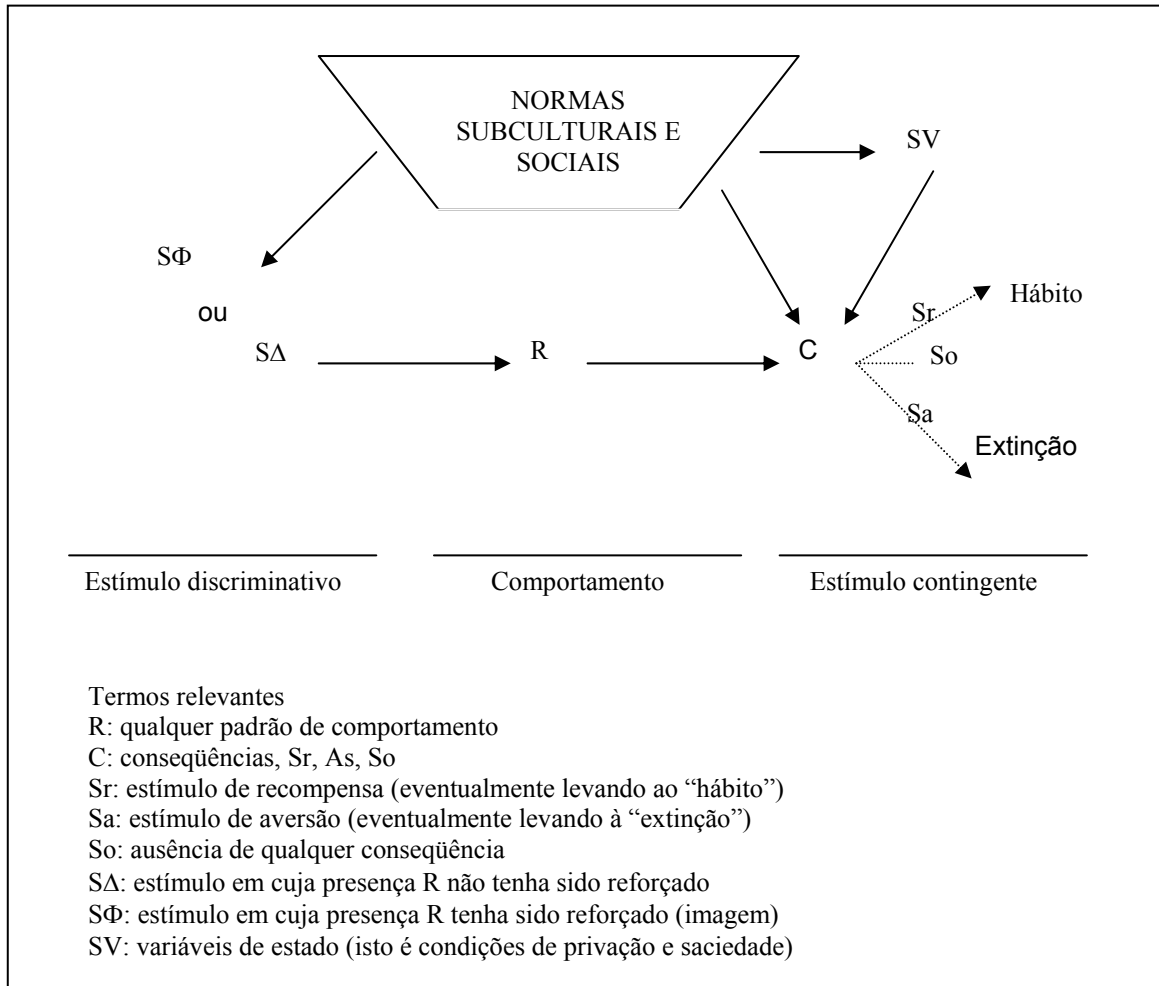 NORMAS
SUBCULTURAIS E
SOCIAIS
SV
SΦ
ou
SΔ
R
C
Sr
Hábito
So
Sa
Extinção
Estímulo discriminativo
Comportamento
Estímulo contingente
Termos relevantes
R: qualquer padrão de comportamento
C: conseqüências, Sr, As, So
Sr: estímulo de recompensa (eventualmente levando ao “hábito”)
Sa: estímulo de aversão (eventualmente levando à “extinção”)
So: ausência de qualquer conseqüência
SΔ: estímulo em cuja presença R não tenha sido reforçado
SΦ: estímulo em cuja presença R tenha sido reforçado (imagem)
SV: variáveis de estado (isto é condições de privação e saciedade)